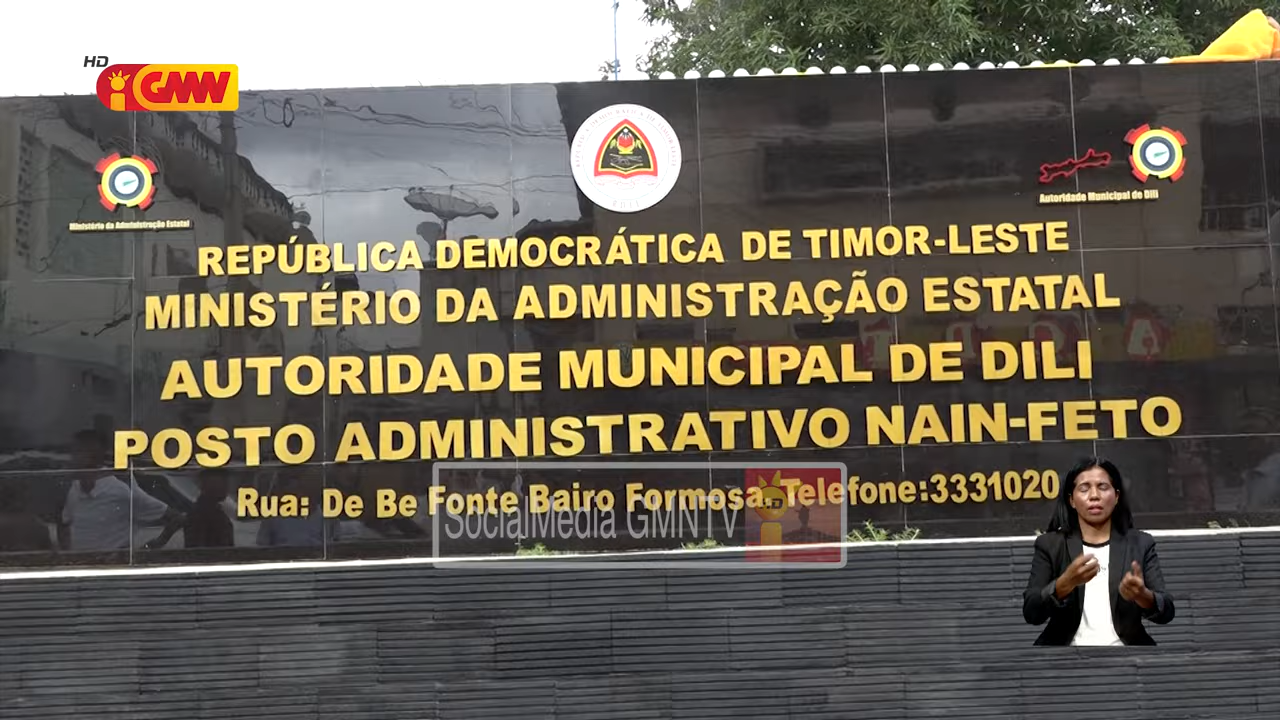 HD
GMN
Ministério da Administração Estatal
Autoridade Municipal de Dili
REPÚBLICA DEMOCRÁTICA DE TIMOR-LESTE
MINISTÉRIO DA ADMINISTRAÇÃO ESTATAL
AUTORIDADE MUNICIPAL DE DILI
POSTO ADMINISTRATIVO NAIN-FETO
Rua: De Be Fonte Bairo Formosa. Telefone:3331020
SocialMedia GMNTV